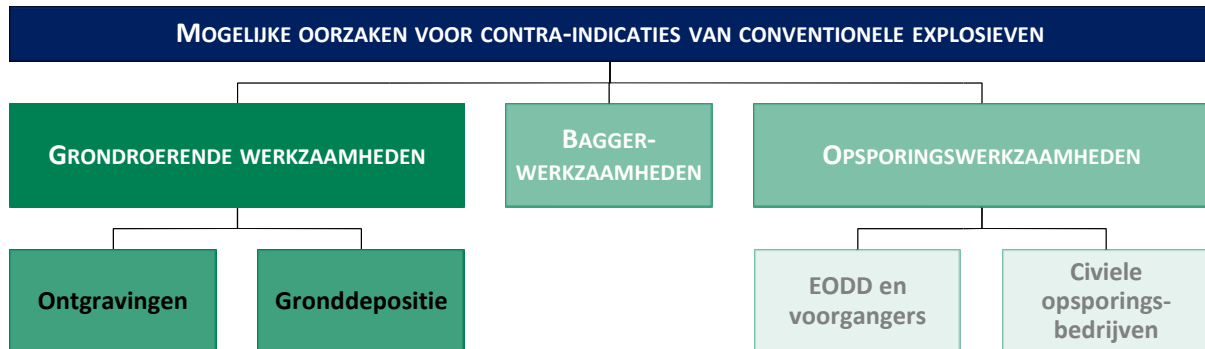 MOGELIJKE OORZAKEN VOOR CONTRA-INDICATIES VAN CONVENTIONELE EXPLOSIEVEN
GRONDROERENDE WERKZAAMHEDEN
BAGGER-
WERKZAAMHEDEN
OPSPORINGSWERKZAAMHEDEN
Ontgravingen
Gronddepositie
EODD en
voorgangers
Civiele
opsporings-
bedrijven